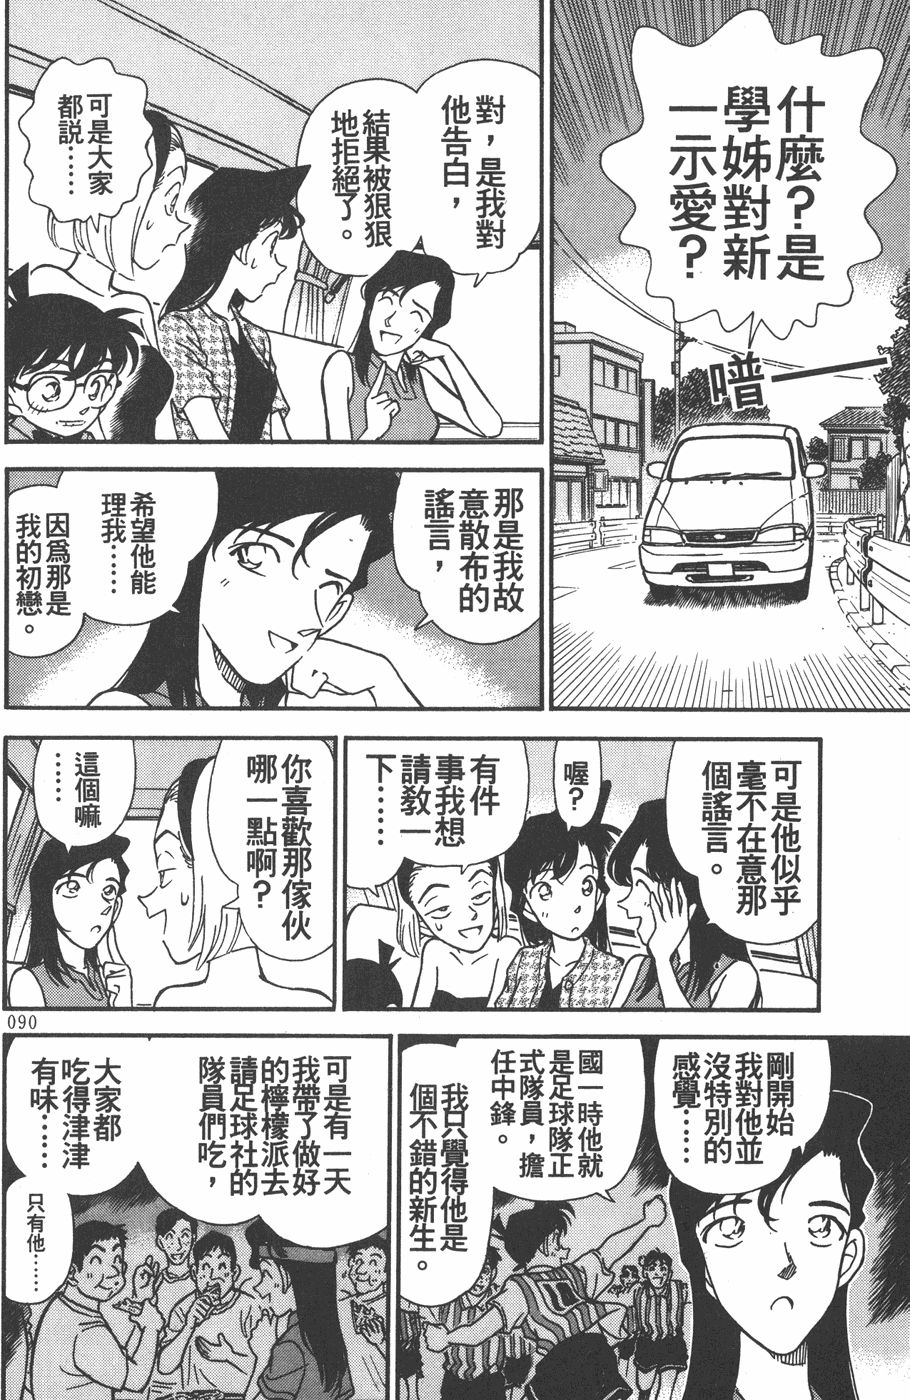 什麼？是
學姊對新
一示愛？
噆
對，是我對
他告白，
結果被狠狠
地拒絕了。
可是大家
都説……
那是我故
意散布的
謠言，
希望他能
理我……
因為那是
我的初戀。
可是他似乎
毫不在意那
個謠言。
喔？
有件
事我想
請教一
下……
你喜歡那傢伙
哪一點啊？
這個嘛
……
剛開始
我對他並
沒特別的
感覺……
國一時他就
是足球隊正
式隊員，擔
任中鋒。
我只覺得他是
個不錯的新生。
可是有一天
我帶了做好
的檸檬派去
請足球社的
隊員們吃，
大家都
吃得津津
有味……
只有他……
090